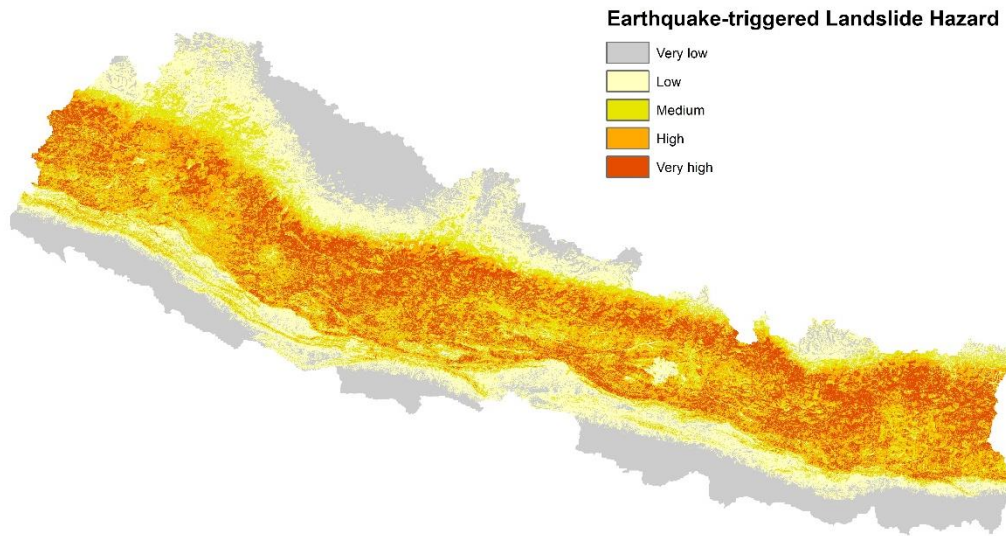 Earthquake-triggered Landslide Hazard
Very low
Low
Medium
High
Very high